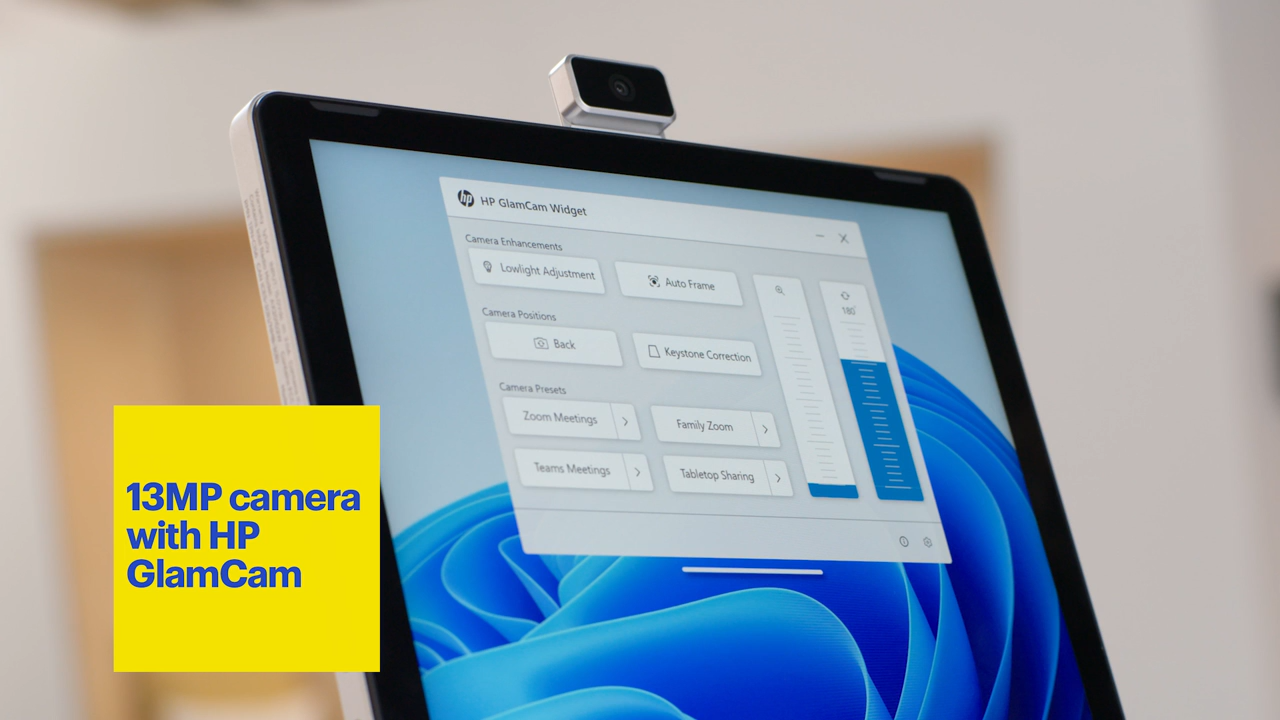 hp HP GlamCam Widget
Camera Enhancements
Lowlight Adjustment
Auto Frame
180°
Camera Positions
Back
Keystone Correction
Camera Presets
Zoom Meetings
Family Zoom
Teams Meetings
Tabletop Sharing
13MP camera
with HP
GlamCam